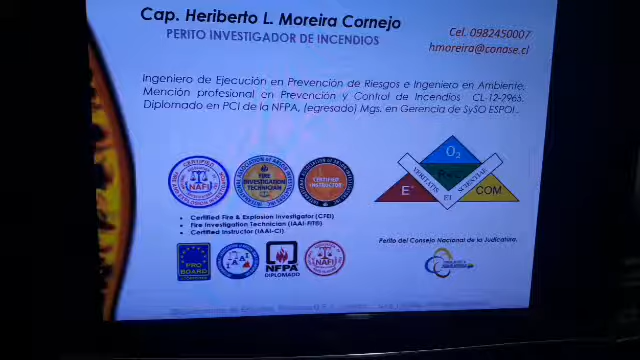 Cap. Heriberto L. Moreira Cornejo
PERITO INVESTIGADOR DE INCENDIOS
Cel. 0982450007
hmoreira@conase.cl
Ingeniero de Ejecución en Prevención de Riesgos e Ingeniero en Ambiente.
Mención profesional en Prevención y Control de Incendios CL-12-2965.
Diplomado en PCI de la NFPA, (egresado) Mgs. en Gerencia de SySO ESPOL.
CERTIFIED
NAFI
FIRE
INVESTIGATION
TECHNICIAN
CERTIFIED
INSTRUCTOR
O2
VERITATIS
EI
SCIENTIAE
E+
COM
• Certified Fire & Explosion Investigator (CFEI)
• Fire Investigation Technician (IAAI-FIT®)
• Certified Instructor (IAAI-CI)
PRO
BOARD
IAAI
NFPA
DIPLOMADO
NAFI
Perito del Consejo Nacional de la Judicatura.